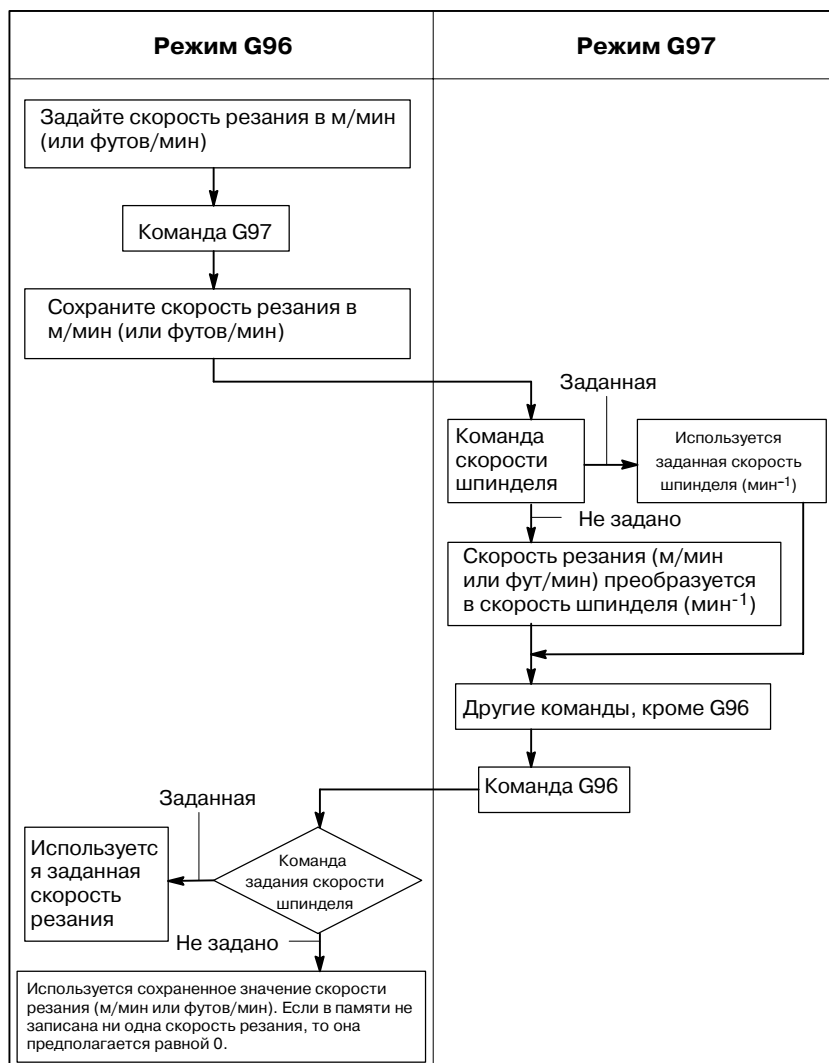 Режим G96
Режим G97
Задайте скорость резания в м/мин
(или футов/мин)
Команда G97
Сохраните скорость резания в
м/мин (или футов/мин)
Заданная
Команда
скорости
шпинделя
Используется
заданная скорость
шпинделя (мин⁻¹)
Не задано
Скорость резания (м/мин
или фут/мин) преобразуется
в скорость шпинделя (мин⁻¹)
Другие команды, кроме G96
Команда G96
Заданная
Используетс
я заданная
скорость
резания
Команда
задания скорости
шпинделя
Не задано
Используется сохраненное значение скорости
резания (м/мин или футов/мин). Если в памяти не
записана ни одна скорость резания, то она
предполагается равной 0.